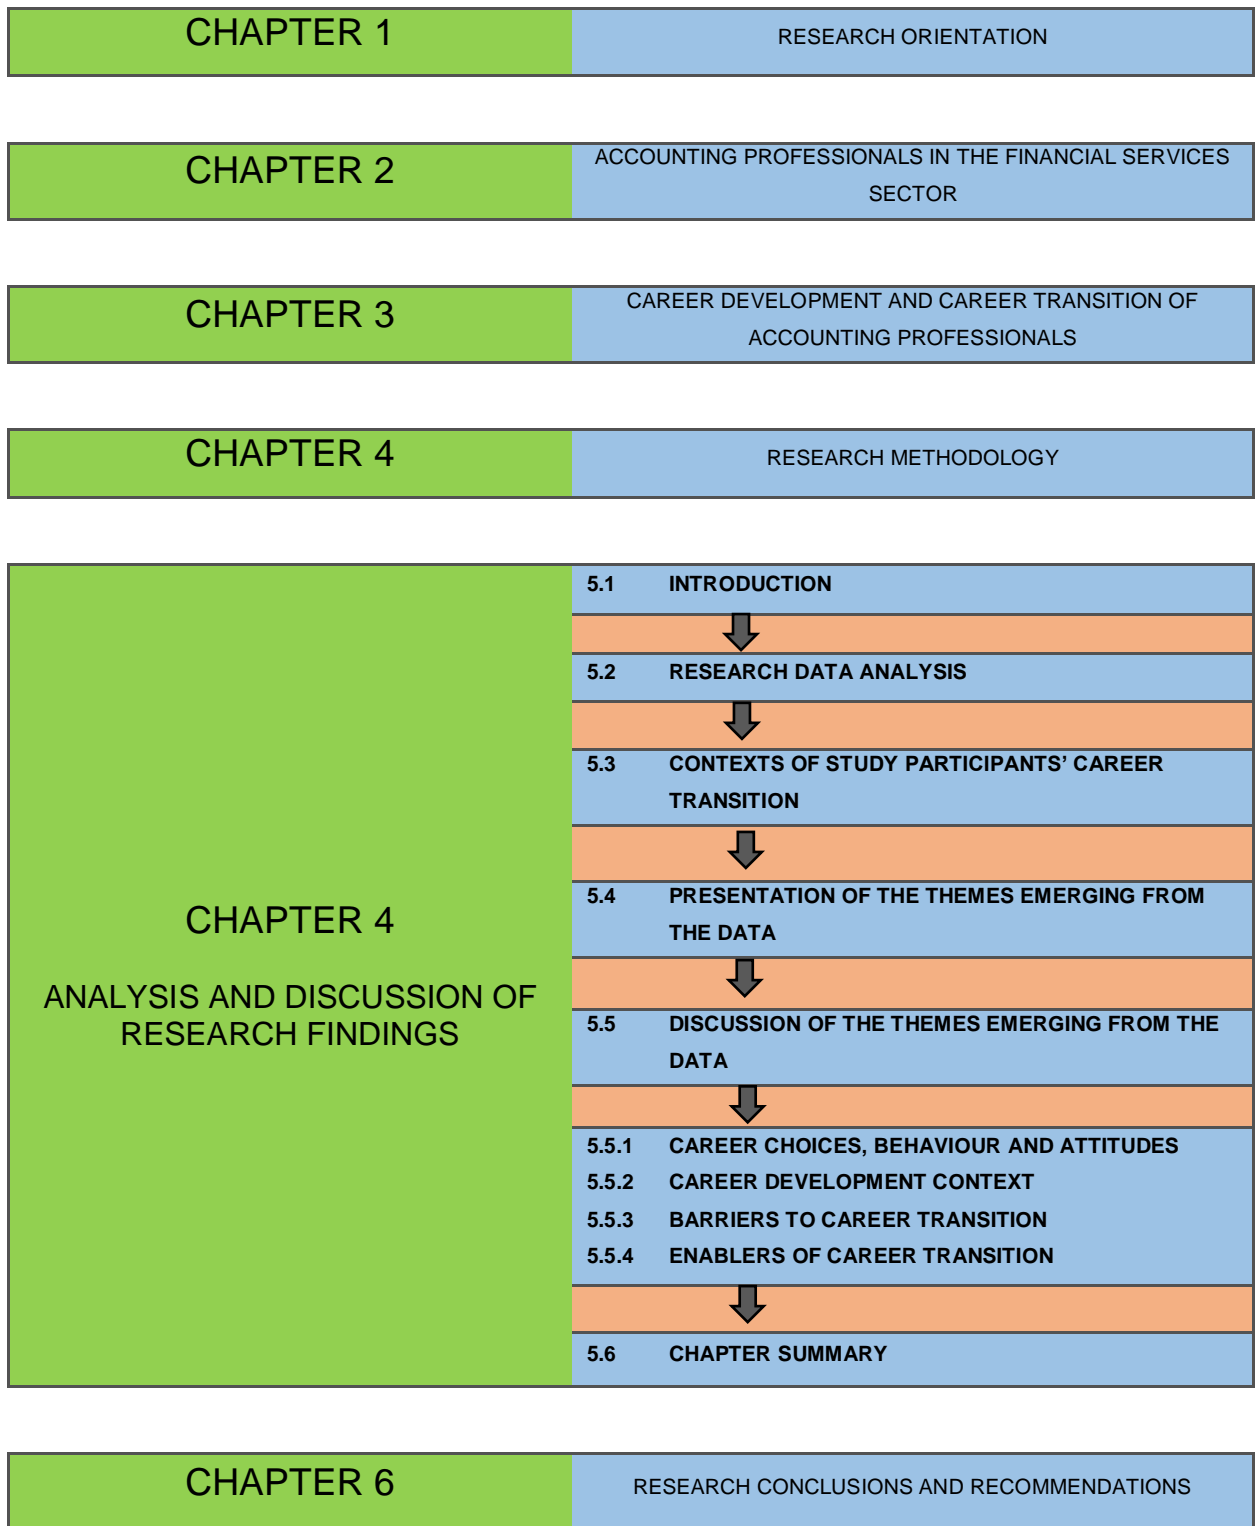 CHAPTER 1
RESEARCH ORIENTATION
CHAPTER 2
ACCOUNTING PROFESSIONALS IN THE FINANCIAL SERVICES
SECTOR
CHAPTER 3
CAREER DEVELOPMENT AND CAREER TRANSITION OF
ACCOUNTING PROFESSIONALS
CHAPTER 4
RESEARCH METHODOLOGY
CHAPTER 4
ANALYSIS AND DISCUSSION OF
RESEARCH FINDINGS
5.1 INTRODUCTION
5.2 RESEARCH DATA ANALYSIS
5.3 CONTEXTS OF STUDY PARTICIPANTS’ CAREER
TRANSITION
5.4 PRESENTATION OF THE THEMES EMERGING FROM
THE DATA
5.5 DISCUSSION OF THE THEMES EMERGING FROM THE
DATA
5.5.1 CAREER CHOICES, BEHAVIOUR AND ATTITUDES
5.5.2 CAREER DEVELOPMENT CONTEXT
5.5.3 BARRIERS TO CAREER TRANSITION
5.5.4 ENABLERS OF CAREER TRANSITION
5.6 CHAPTER SUMMARY
CHAPTER 6
RESEARCH CONCLUSIONS AND RECOMMENDATIONS